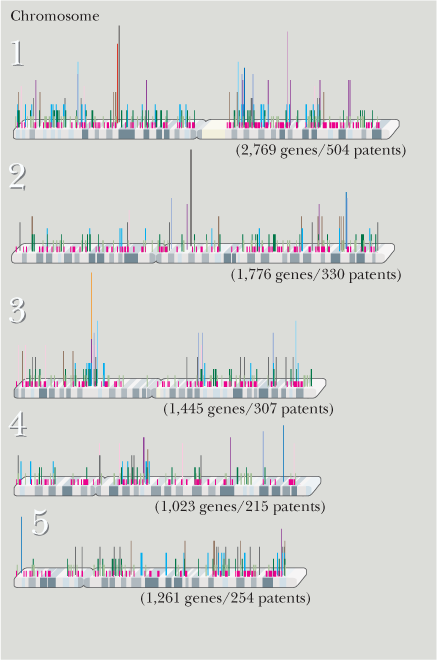 Chromosome
1
(2,769 genes/504 patents)
2
(1,776 genes/330 patents)
3
(1,445 genes/307 patents)
4
(1,023 genes/215 patents)
5
(1,261 genes/254 patents)